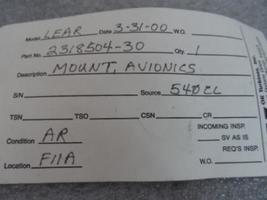 Model LEAR Date 3-31-00 W.O.
Part No. 2318504-30 Qty. 1
Description MOUNT, AVIONICS
S/N Source 540EL
TSN TSO CSN CR
Condition AR
INCOMING INSP.
SV AS IS
REQ'S INSP.
Location F11A
W.O.